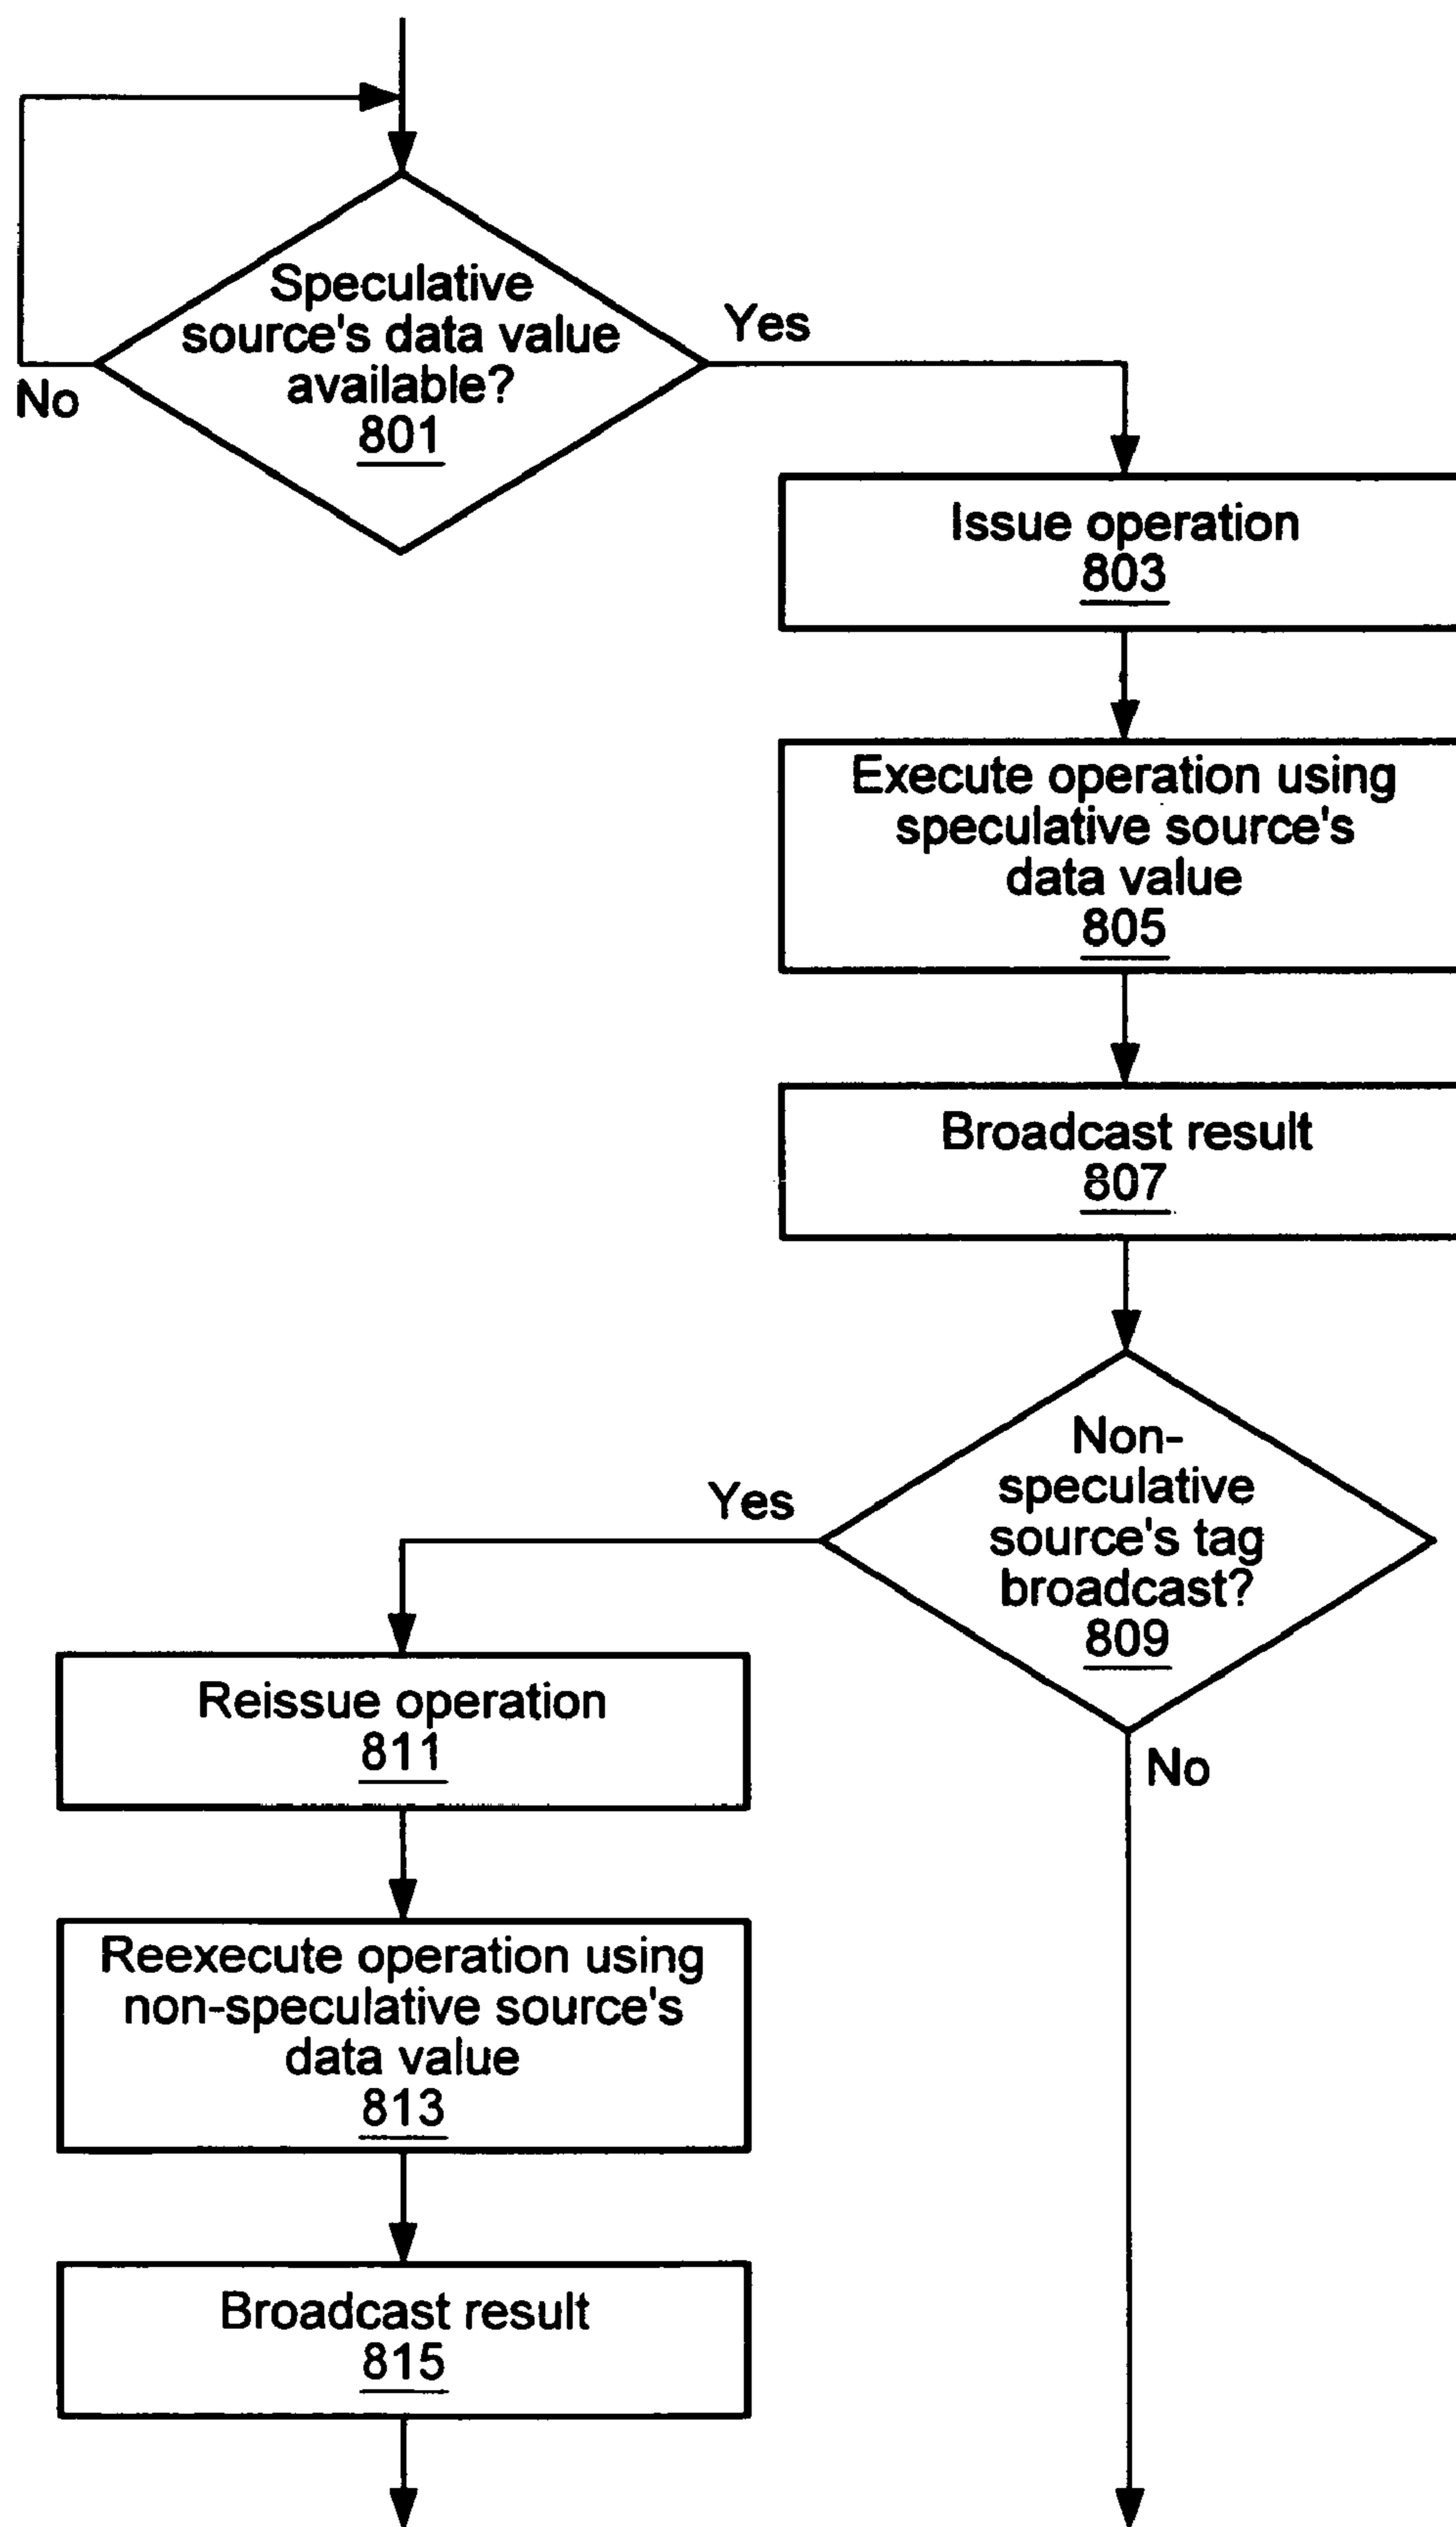 Speculative
source's data value
available?
801
Yes
No
Issue operation
803
Execute operation using
speculative source's
data value
805
Broadcast result
807
Non-
speculative
source's tag
broadcast?
809
Yes
No
Reissue operation
811
Reexecute operation using
non-speculative source's
data value
813
Broadcast result
815